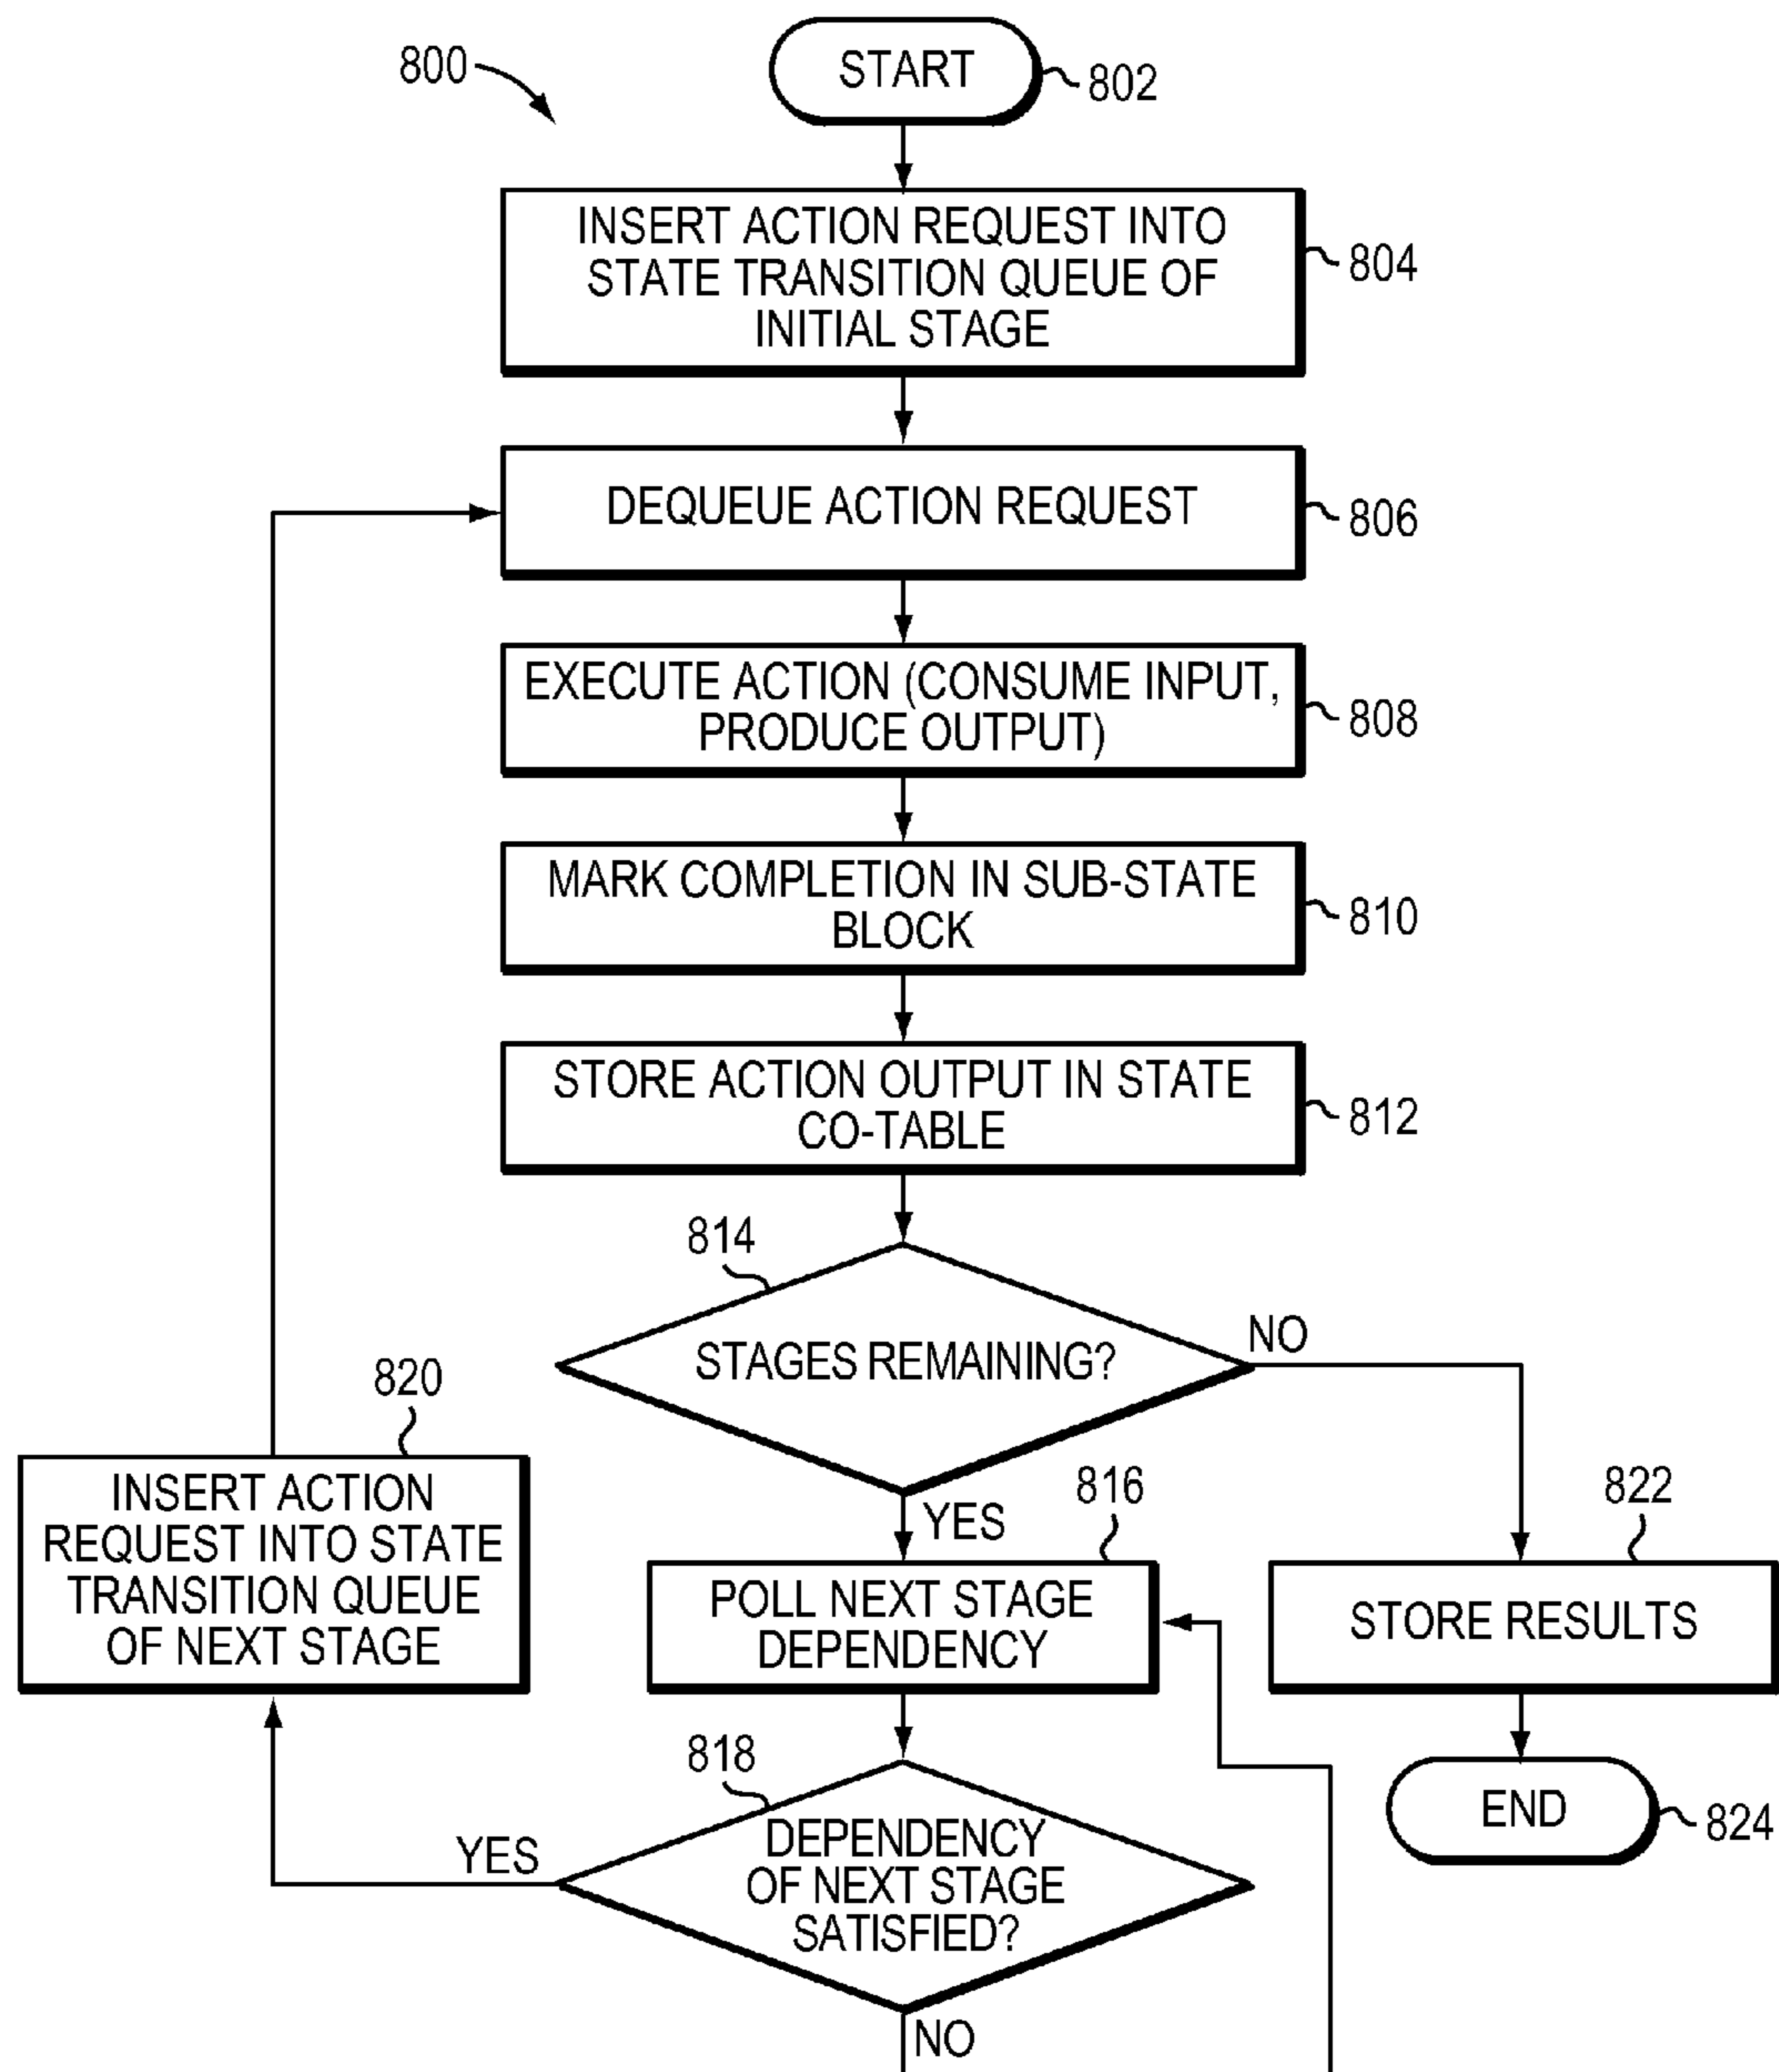 800
START
802
INSERT ACTION REQUEST INTO
STATE TRANSITION QUEUE OF
INITIAL STAGE
804
DEQUEUE ACTION REQUEST
806
EXECUTE ACTION (CONSUME INPUT,
PRODUCE OUTPUT)
808
MARK COMPLETION IN SUB-STATE
BLOCK
810
STORE ACTION OUTPUT IN STATE
CO-TABLE
812
814
STAGES REMAINING?
NO
YES
820
INSERT ACTION
REQUEST INTO STATE
TRANSITION QUEUE
OF NEXT STAGE
816
POLL NEXT STAGE
DEPENDENCY
822
STORE RESULTS
818
DEPENDENCY
OF NEXT STAGE
SATISFIED?
YES
NO
END
824